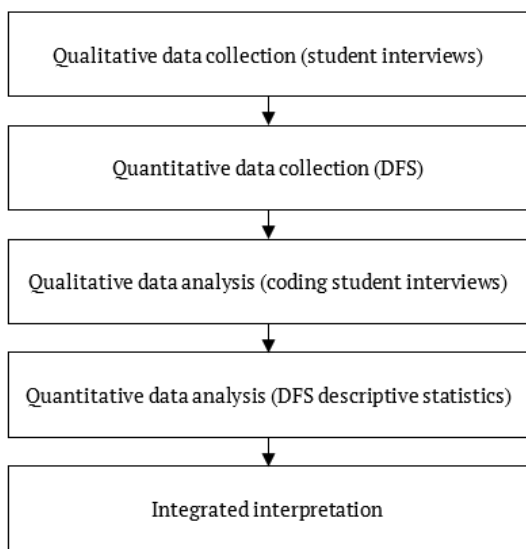 Qualitative data collection (student interviews)
Quantitative data collection (DFS)
Qualitative data analysis (coding student interviews)
Quantitative data analysis (DFS descriptive statistics)
Integrated interpretation